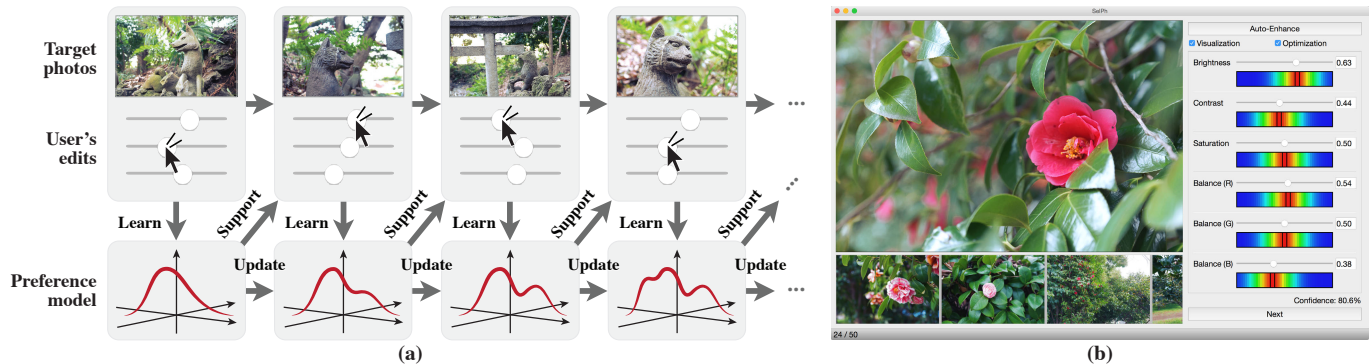 Target
photos
User's
edits
Learn
Support
Learn
Support
Learn
Support
Learn
Support
Preference
model
Update
Update
Update
Update
(a)
SelPh
Auto-Enhance
Visualization
Optimization
Brightness
0.63
Contrast
0.44
Saturation
0.50
Balance (R)
0.54
Balance (G)
0.50
Balance (B)
0.38
Confidence: 80.6%
Next
24 / 50
(b)